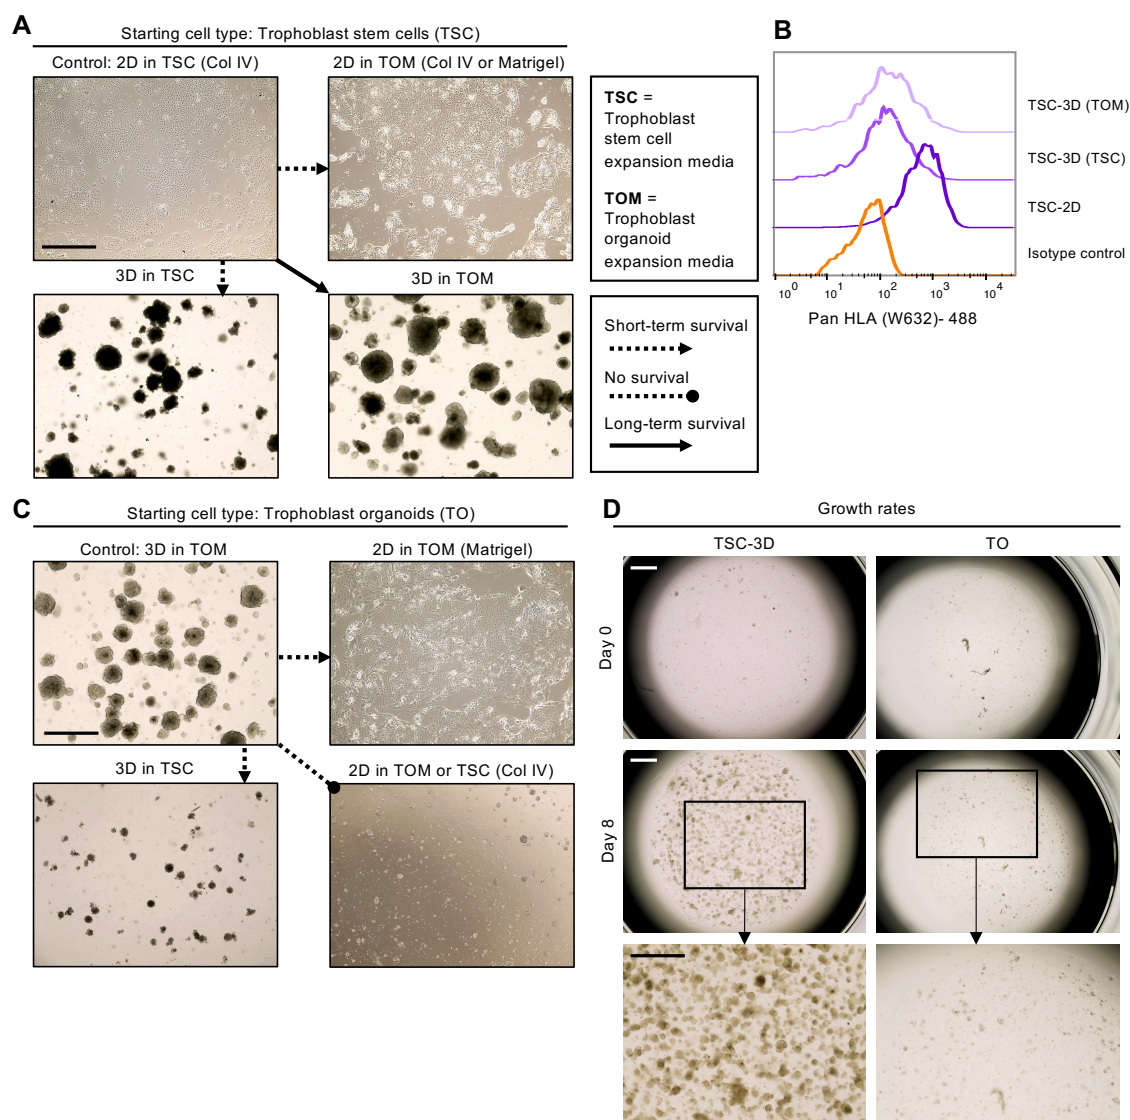 A
Starting cell type: Trophoblast stem cells (TSC)
Control: 2D in TSC (Col IV)
2D in TOM (Col IV or Matrigel)
3D in TSC
3D in TOM
TSC =
Trophoblast
stem cell
expansion media
TOM =
Trophoblast
organoid
expansion media
Short-term survival
No survival
Long-term survival
B
TSC-3D (TOM)
TSC-3D (TSC)
TSC-2D
Isotype control
10^0 10^1 10^2 10^3 10^4
Pan HLA (W632)- 488
C
Starting cell type: Trophoblast organoids (TO)
Control: 3D in TOM
2D in TOM (Matrigel)
3D in TSC
2D in TOM or TSC (Col IV)
D
Growth rates
TSC-3D
TO
Day 0
Day 8